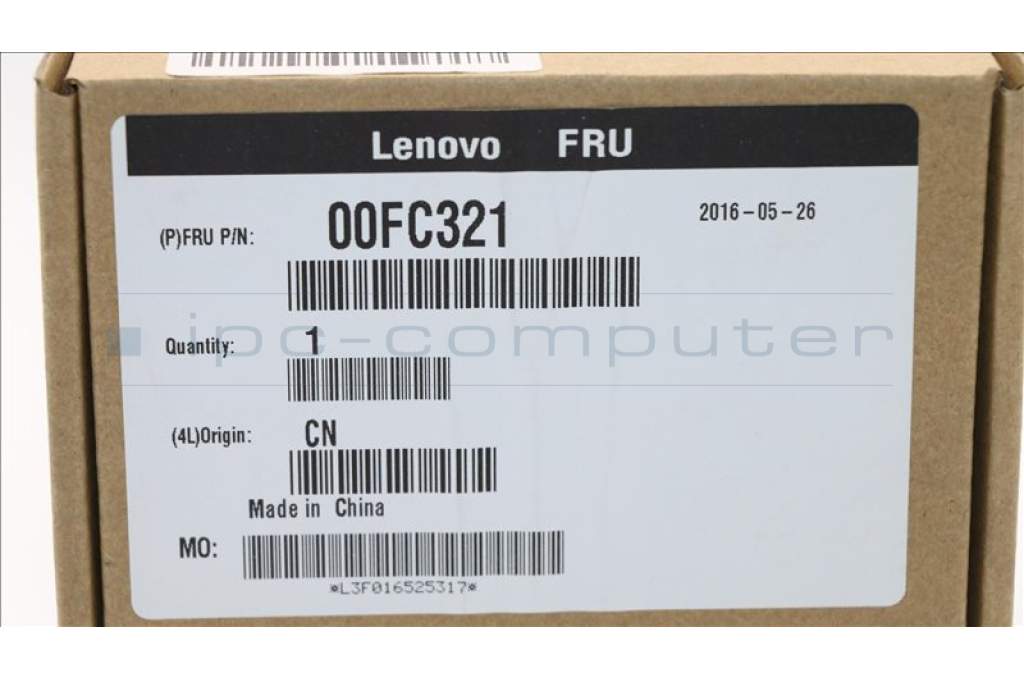 Lenovo FRU
(P)FRU P/N: 00FC321 2016-05-26
ipc-computer
Quantity: 1
(4L)Origin: CN
Made in China
MO:
*L3F016525317*